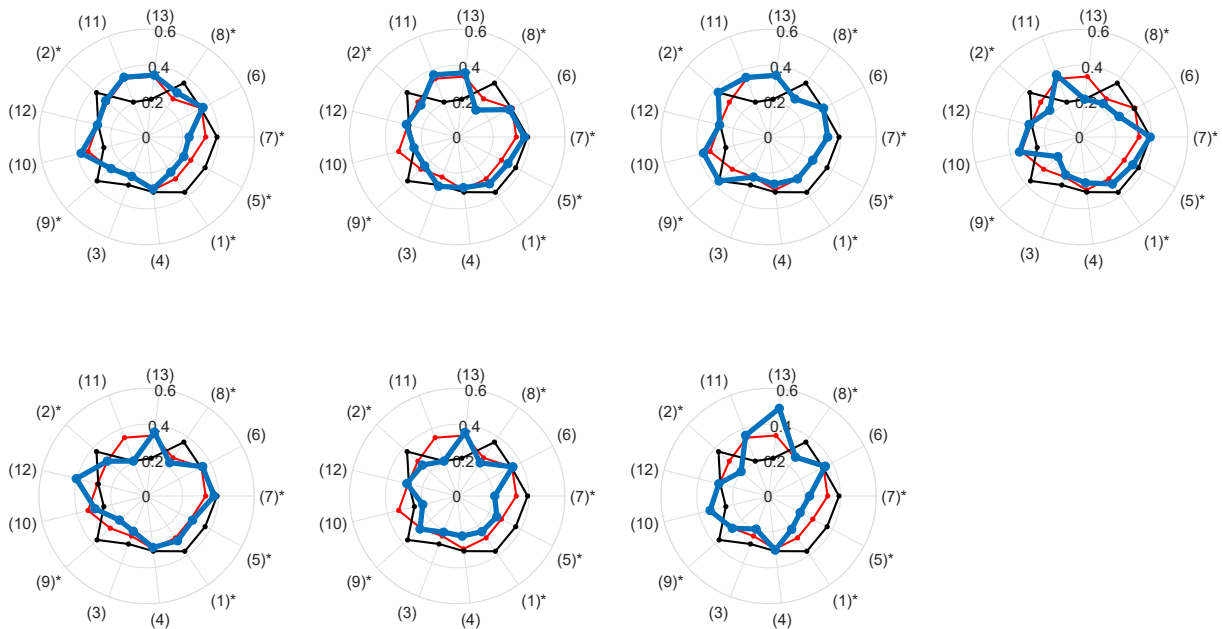 (13)
(11) 0.6 (8)*
(2)* 0.4 (6)
(12) 0.2
0 (7)*
(10)
(9)* (5)*
(3) (4) (1)*
(13)
(11) 0.6 (8)*
(2)* 0.4 (6)
(12) 0.2
0 (7)*
(10)
(9)* (5)*
(3) (4) (1)*
(13)
(11) 0.6 (8)*
(2)* 0.4 (6)
(12) 0.2
0 (7)*
(10)
(9)* (5)*
(3) (4) (1)*
(13)
(11) 0.6 (8)*
(2)* 0.4 (6)
(12) 0.2
0 (7)*
(10)
(9)* (5)*
(3) (4) (1)*
(13)
(11) 0.6 (8)*
(2)* 0.4 (6)
(12) 0.2
0 (7)*
(10)
(9)* (5)*
(3) (4) (1)*
(13)
(11) 0.6 (8)*
(2)* 0.4 (6)
(12) 0.2
0 (7)*
(10)
(9)* (5)*
(3) (4) (1)*
(13)
(11) 0.6 (8)*
(2)* 0.4 (6)
(12) 0.2
0 (7)*
(10)
(9)* (5)*
(3) (4) (1)*